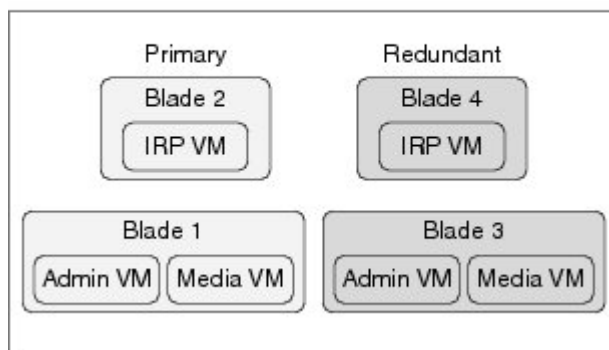 Primary Redundant
Blade 2 Blade 4
IRP VM IRP VM
Blade 1 Blade 3
Admin VM Media VM Admin VM Media VM